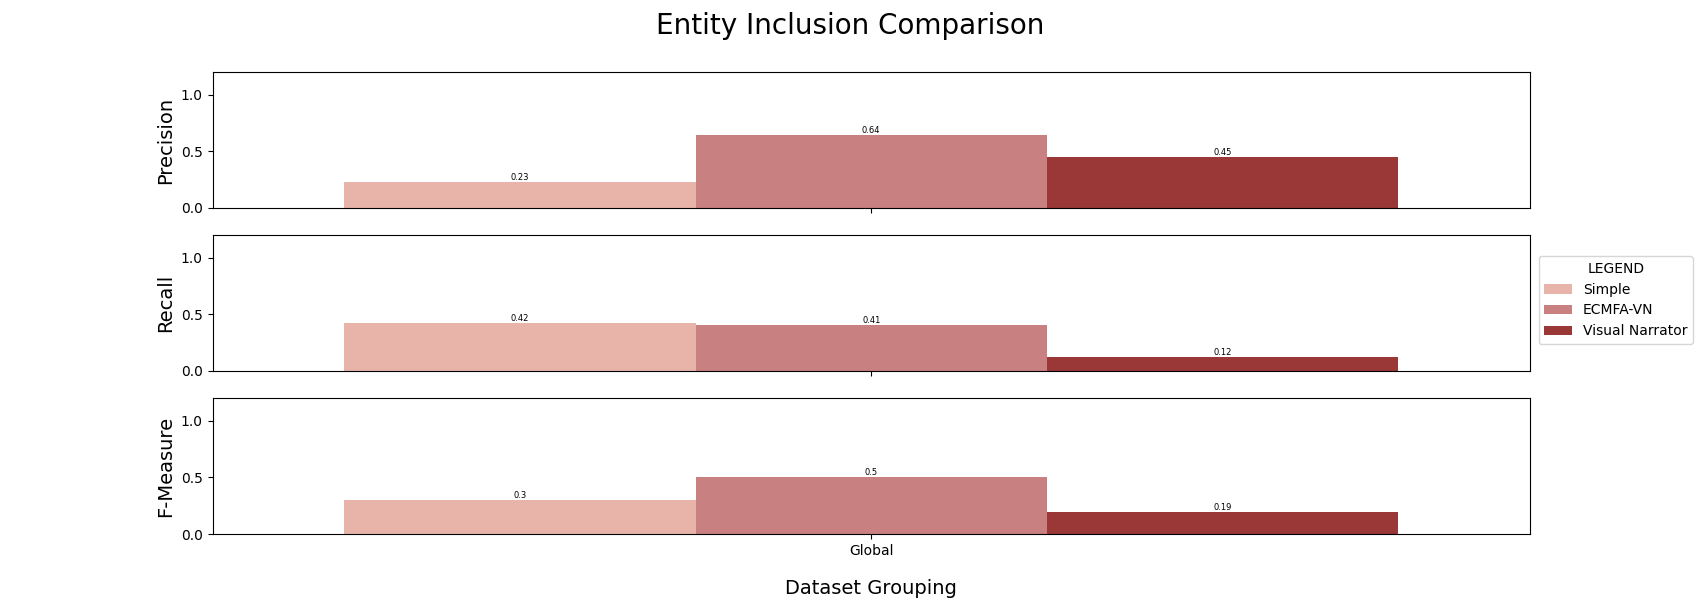 Entity Inclusion Comparison
Precision
1.0
0.5
0.0
0.23
0.64
0.45
Recall
1.0
0.5
0.0
0.42
0.41
0.12
LEGEND
Simple
ECMFA-VN
Visual Narrator
F-Measure
1.0
0.5
0.0
0.3
0.5
0.19
Global
Dataset Grouping